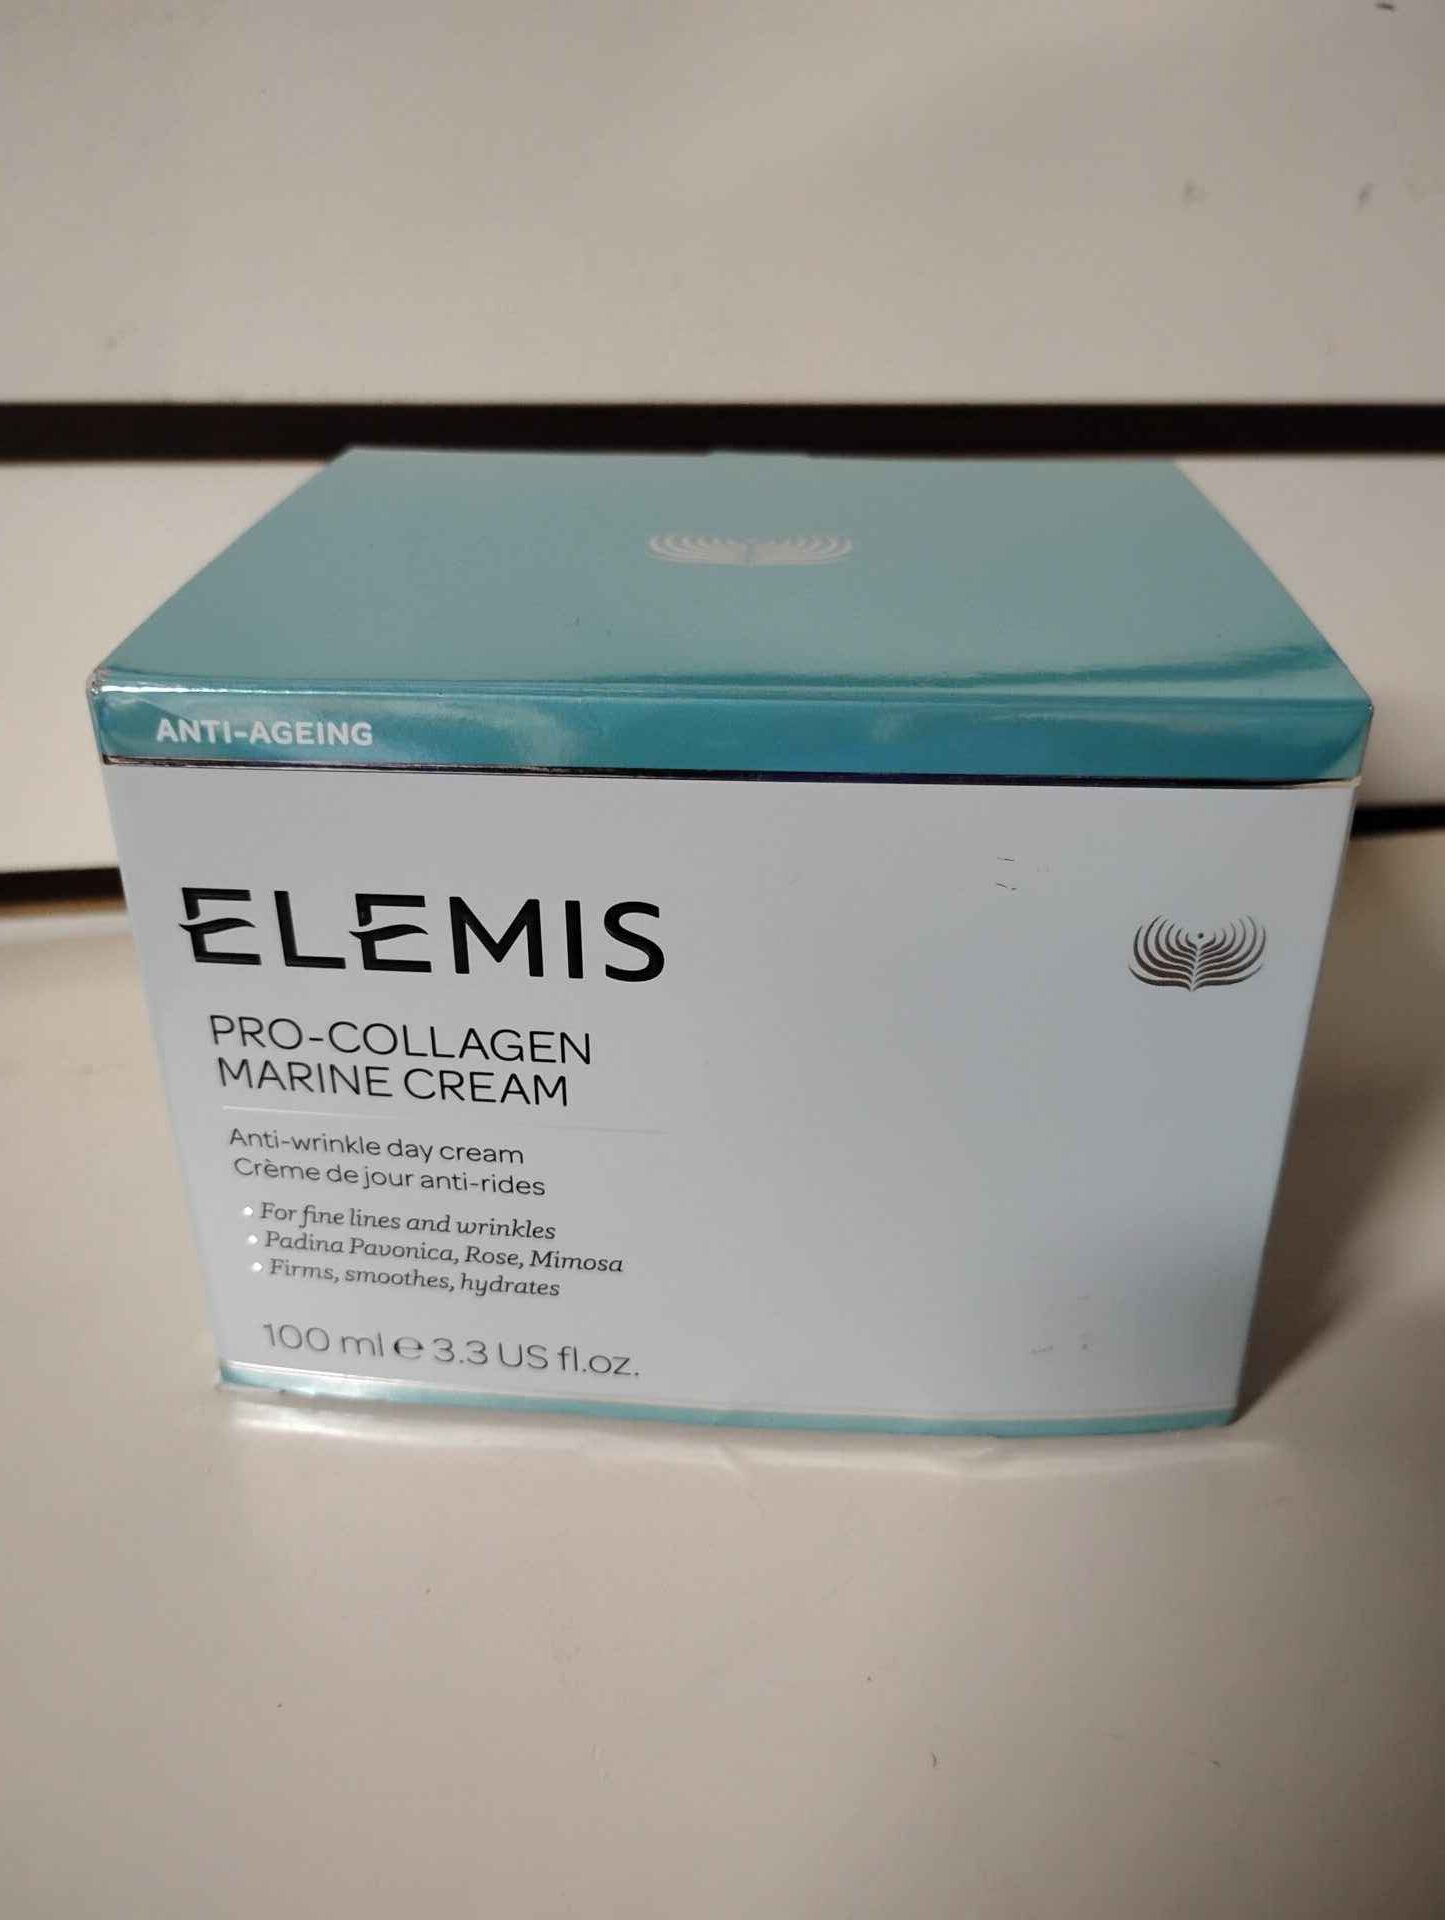 ANTI-AGEING
ELEMIS
PRO-COLLAGEN
MARINE CREAM
Anti-wrinkle day cream
Crème de jour anti-rides
• For fine lines and wrinkles
• Padina Pavonica, Rose, Mimosa
• Firms, smoothes, hydrates
100 ml ℮ 3.3 US fl.oz.